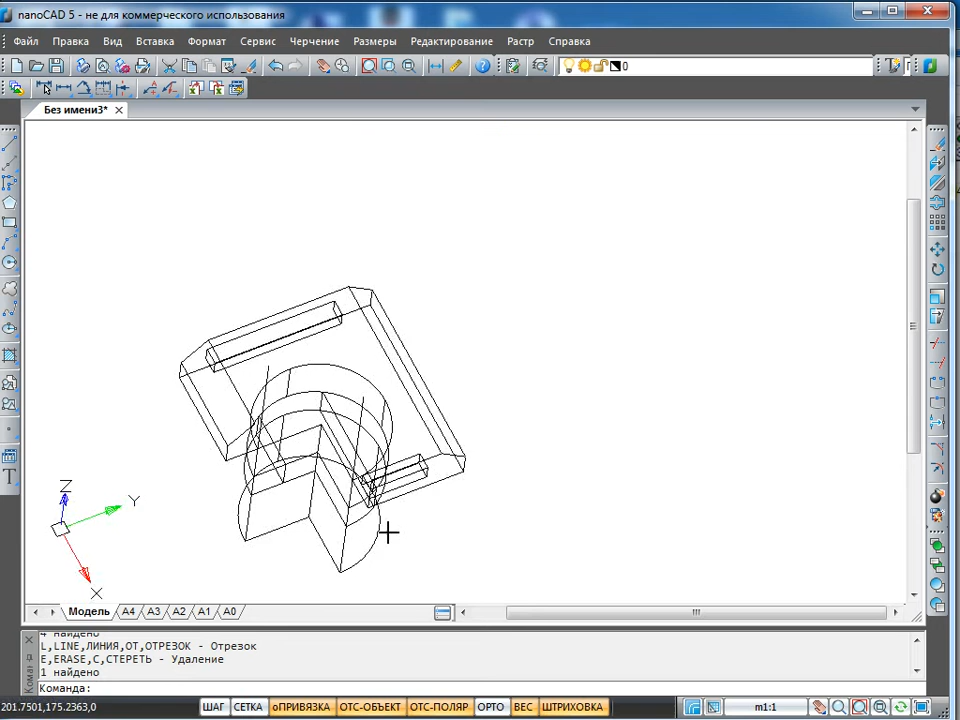 nanoCAD 5 - не для коммерческого использования
Файл Правка Вид Вставка Формат Сервис Черчение Размеры Редактирование Растр Справка
0
Без имени3*
Z
Y
X
Модель A4 A3 A2 A1 A0
4 найдено
L,LINE,ЛИНИЯ,ОТ,ОТРЕЗОК - Отрезок
E,ERASE,С,СТЕРЕТЬ - Удаление
1 найдено
Команда:
201.7501,175.2363,0 ШАГ СЕТКА оПРИВЯЗКА ОТС-ОБЪЕКТ ОТС-ПОЛЯР ОРТО ВЕС ШТРИХОВКА m1:1